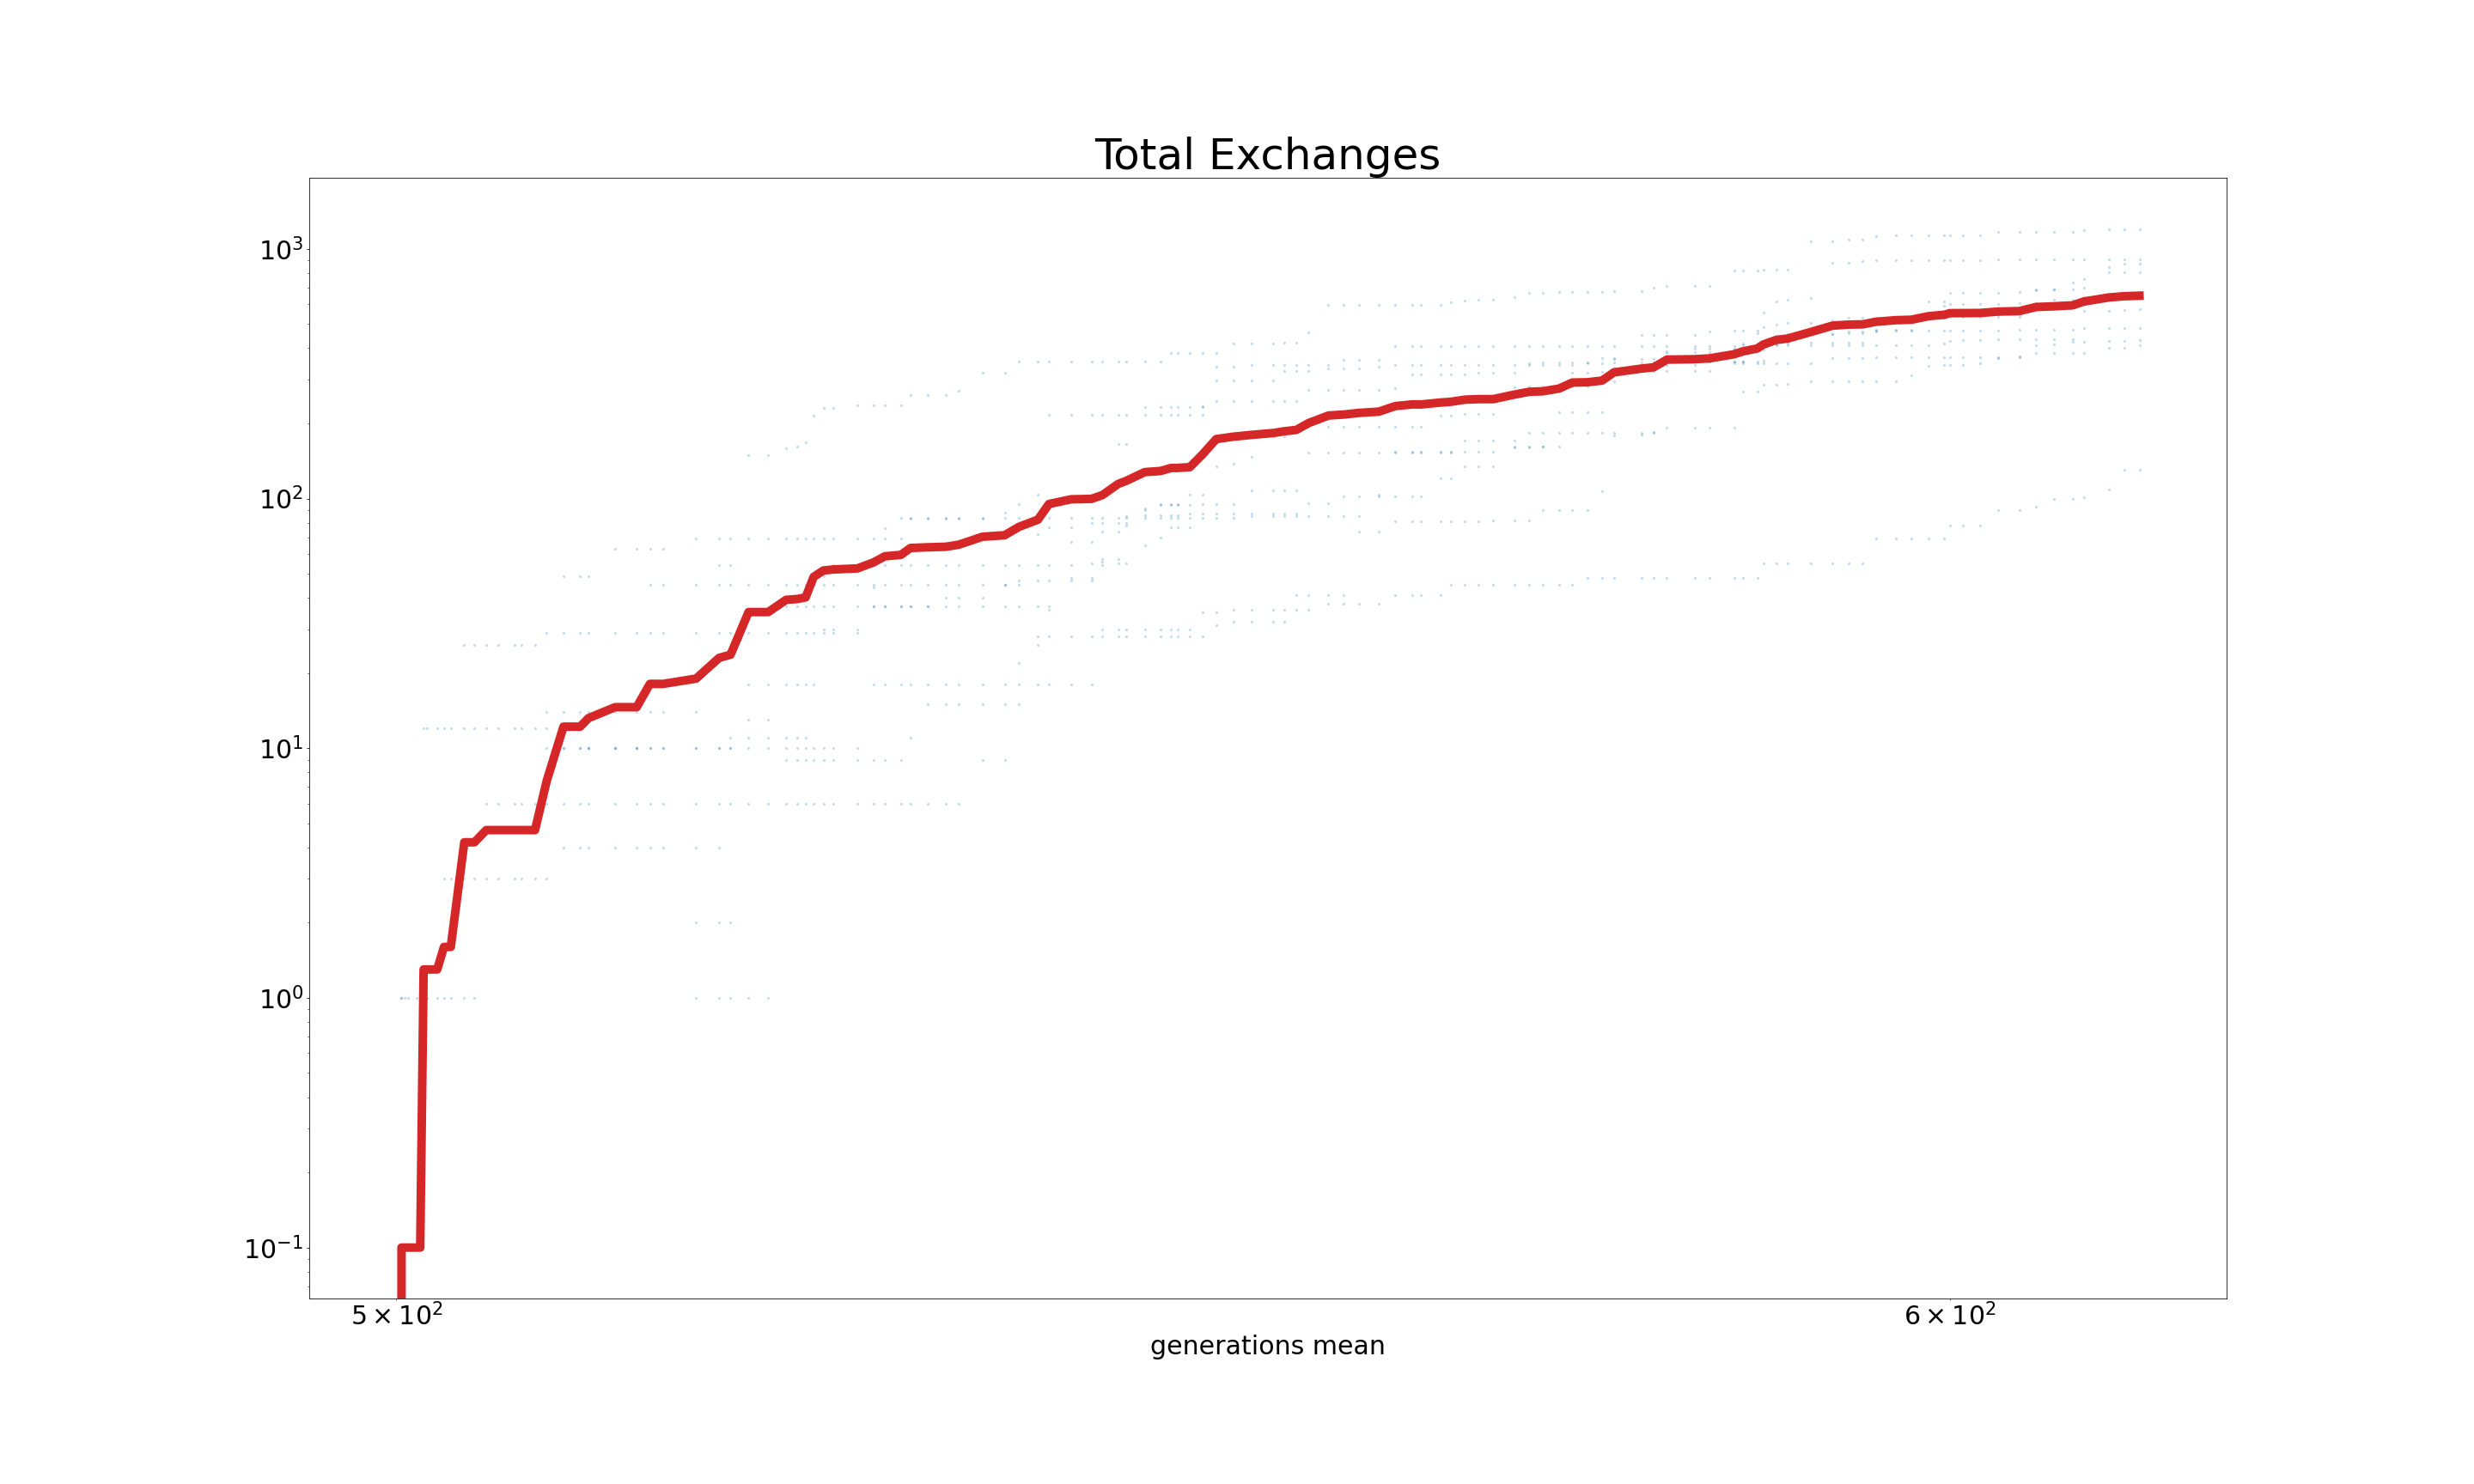 Total Exchanges
10³
10²
10¹
10⁰
10⁻¹
5 × 10²
6 × 10²
generations mean